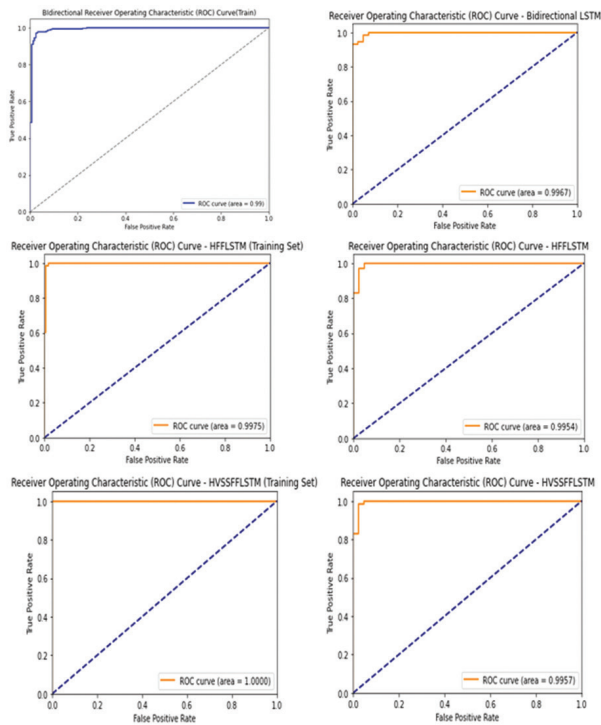 BIdirectional Receiver Operating Characteristic (ROC) Curve(Train)
1.0
0.8
0.6
0.4
0.2
0.0
True Positive Rate
0.0 0.2 0.4 0.6 0.8 1.0
False Positive Rate
ROC curve (area = 0.99)
Receiver Operating Characteristic (ROC) Curve - Bidirectional LSTM
1.0
0.8
0.6
0.4
0.2
0.0
True Positive Rate
0.0 0.2 0.4 0.6 0.8 1.0
False Positive Rate
ROC curve (area = 0.9967)
Receiver Operating Characteristic (ROC) Curve - HFFLSTM (Training Set)
1.0
0.8
0.6
0.4
0.2
0.0
True Positive Rate
0.0 0.2 0.4 0.6 0.8 1.0
False Positive Rate
ROC curve (area = 0.9975)
Receiver Operating Characteristic (ROC) Curve - HFFLSTM
1.0
0.8
0.6
0.4
0.2
0.0
True Positive Rate
0.0 0.2 0.4 0.6 0.8 1.0
False Positive Rate
ROC curve (area = 0.9954)
Receiver Operating Characteristic (ROC) Curve - HVSSFFLSTM (Training Set)
1.0
0.8
0.6
0.4
0.2
0.0
True Positive Rate
0.0 0.2 0.4 0.6 0.8 1.0
False Positive Rate
ROC curve (area = 1.0000)
Receiver Operating Characteristic (ROC) Curve - HVSSFFLSTM
1.0
0.8
0.6
0.4
0.2
0.0
True Positive Rate
0.0 0.2 0.4 0.6 0.8 1.0
False Positive Rate
ROC curve (area = 0.9957)